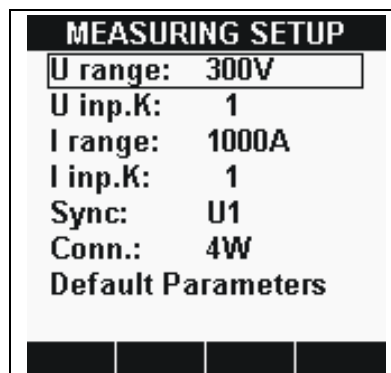 MEASURING SETUP
U range: 300V
U inp.K: 1
I range: 1000A
I inp.K: 1
Sync: U1
Conn.: 4W
Default Parameters